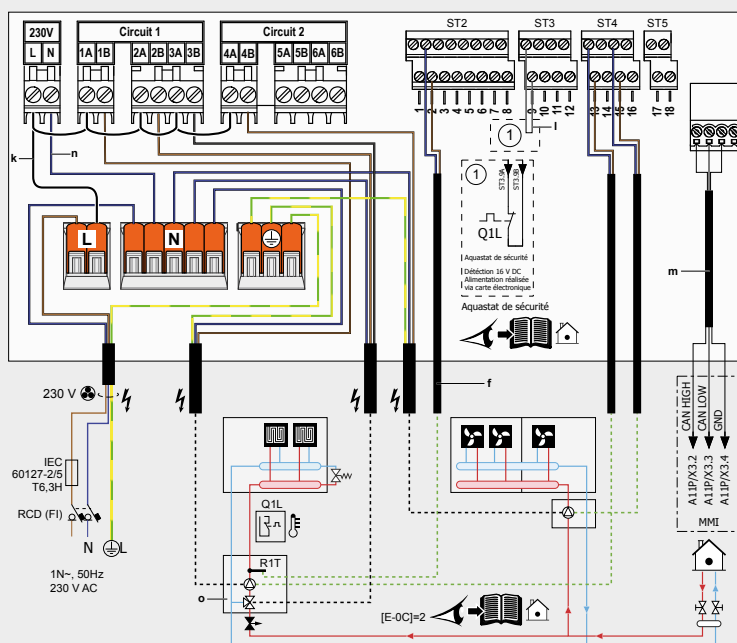 230V
Circuit 1
Circuit 2
L N 1A 1B 2A 2B 3A 3B 4A 4B 5A 5B 6A 6B
ST2
ST3
ST4
ST5
1 2 3 4 5 6 7 8
9 10 11 12
13 14 15 16
17 18
k
n
l
1
1
ST3.9A
ST3.9B
Q1L
Aquastat de sécurité
Détéction 16 V DC
Alimentation réalisée
via carte électronique
Aquastat de sécurité
L
N
m
f
230 V
IEC
60127-2/5
T6,3H
RCD (FI)
N
L
1N~, 50Hz
230 V AC
Q1L
R1T
o
[E-0C]=2
CAN HIGH
CAN LOW
GND
A11P/X3.2
A11P/X3.3
A11P/X3.4
MMI